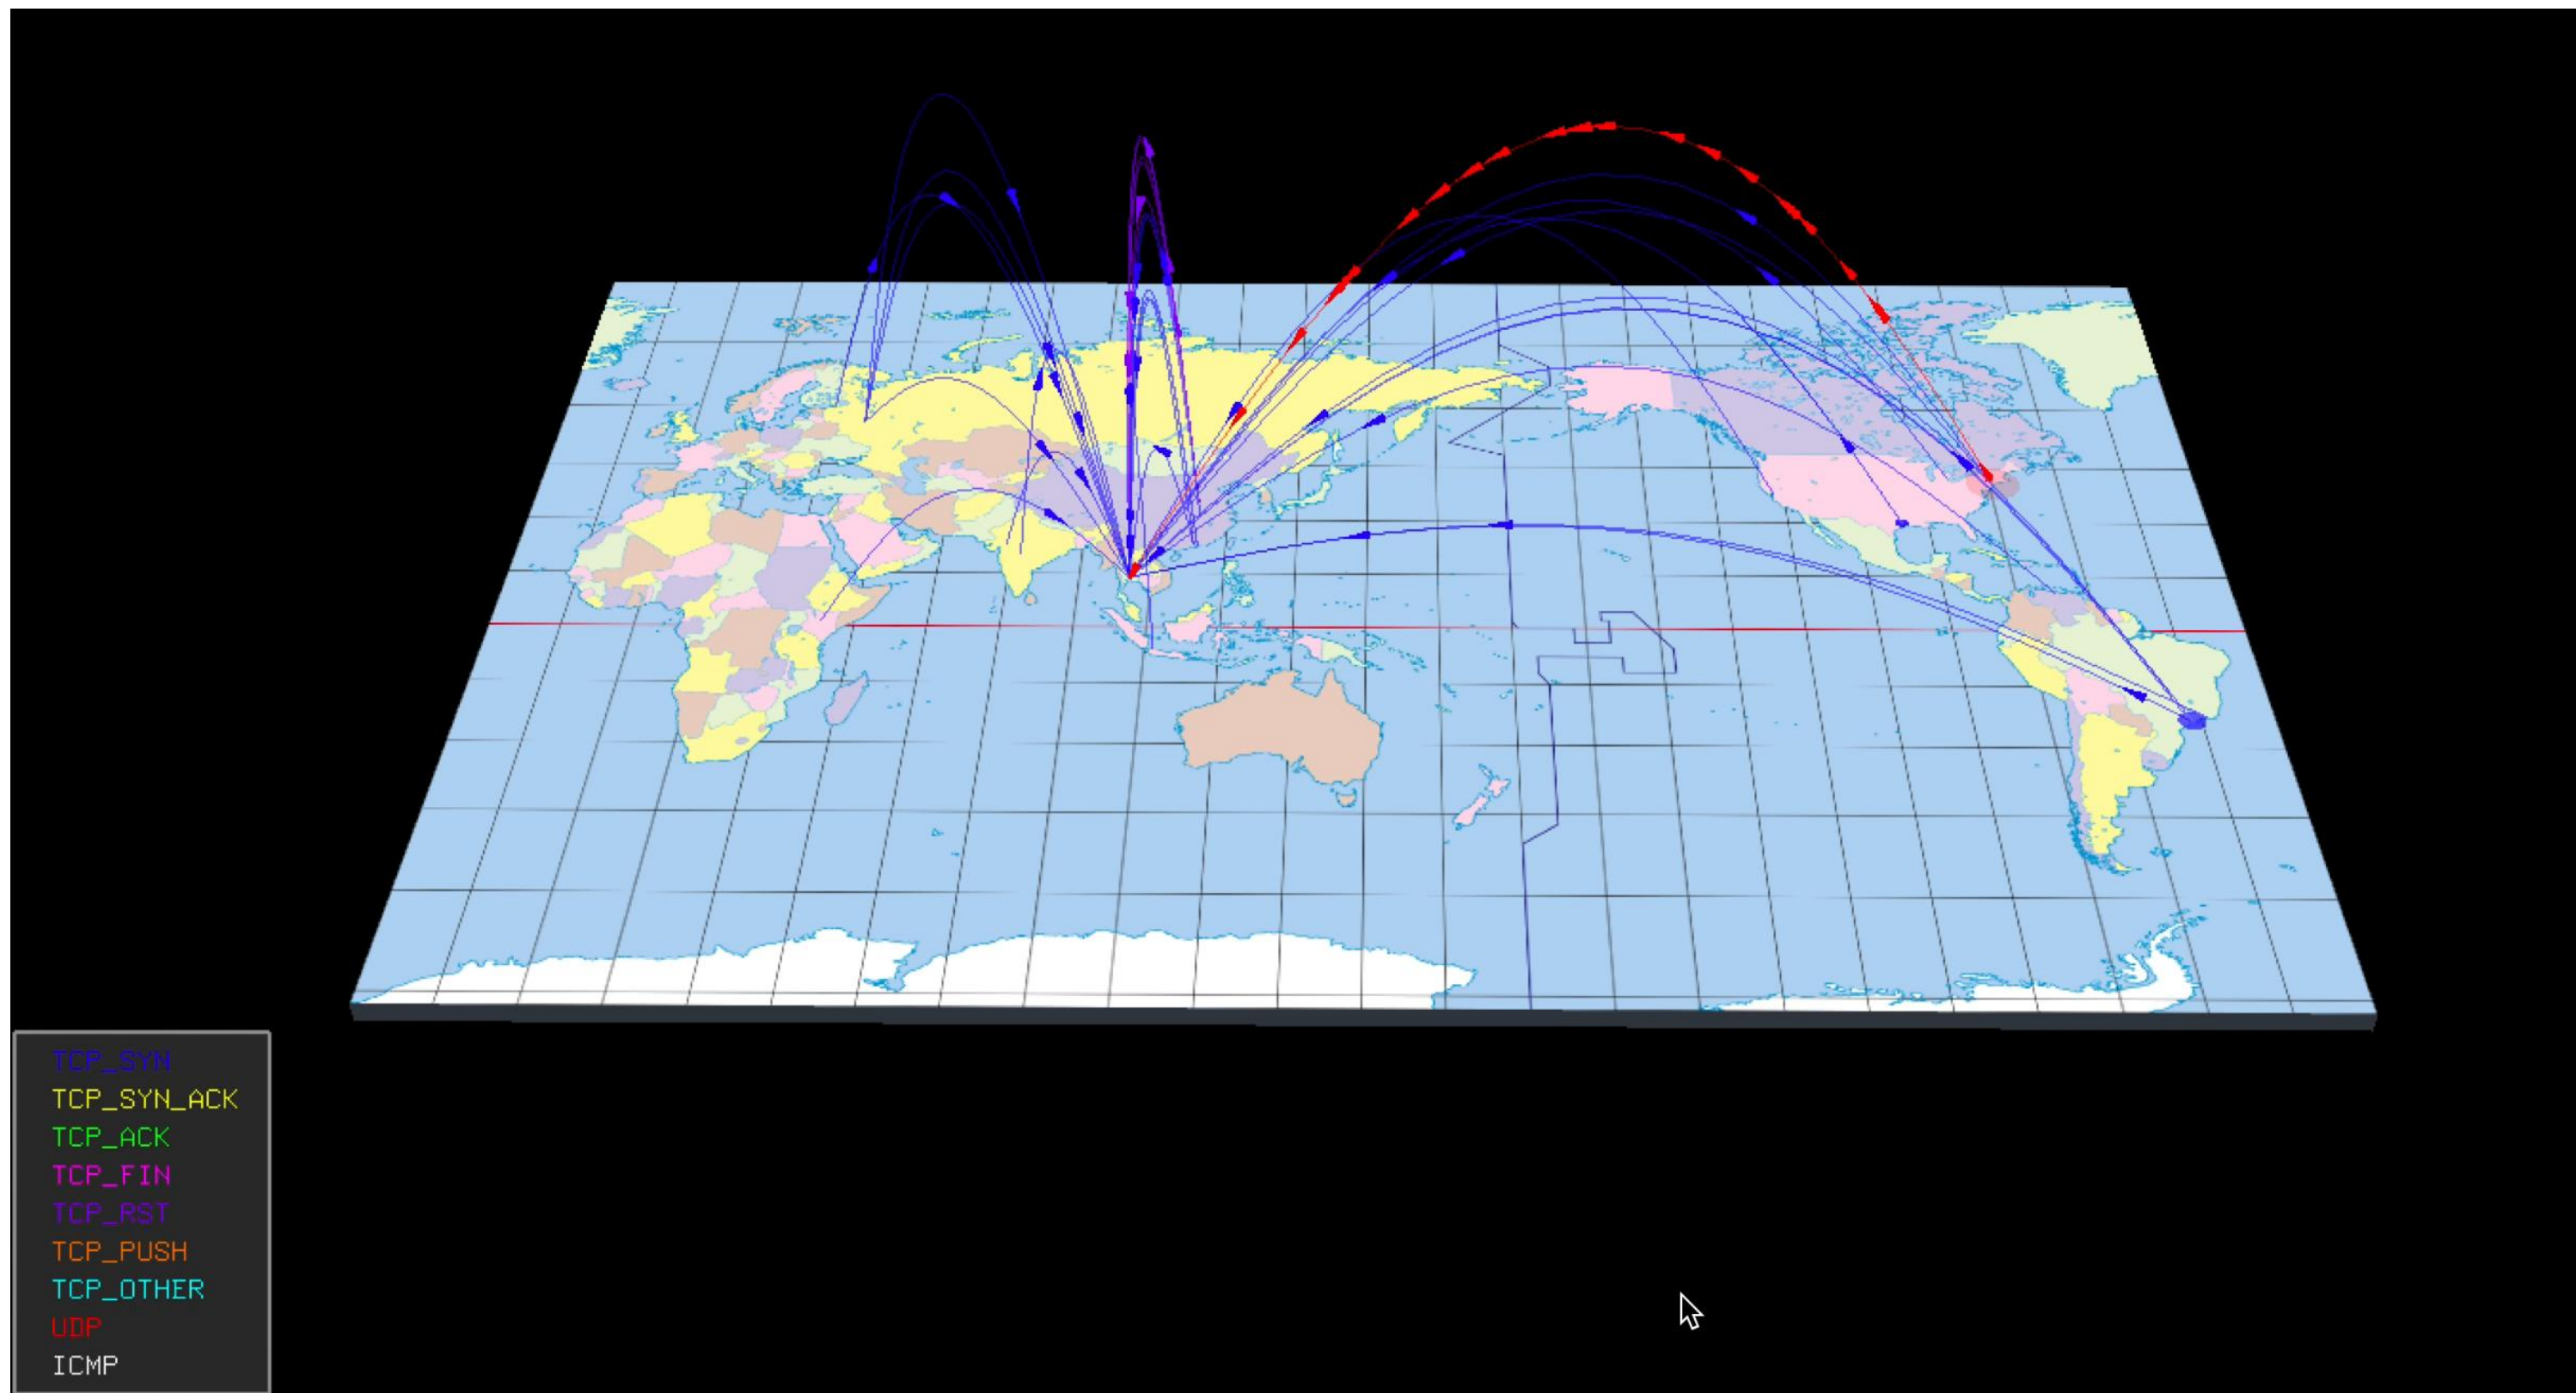 TCP_SYN
TCP_SYN_ACK
TCP_ACK
TCP_FIN
TCP_RST
TCP_PUSH
TCP_OTHER
UDP
ICMP